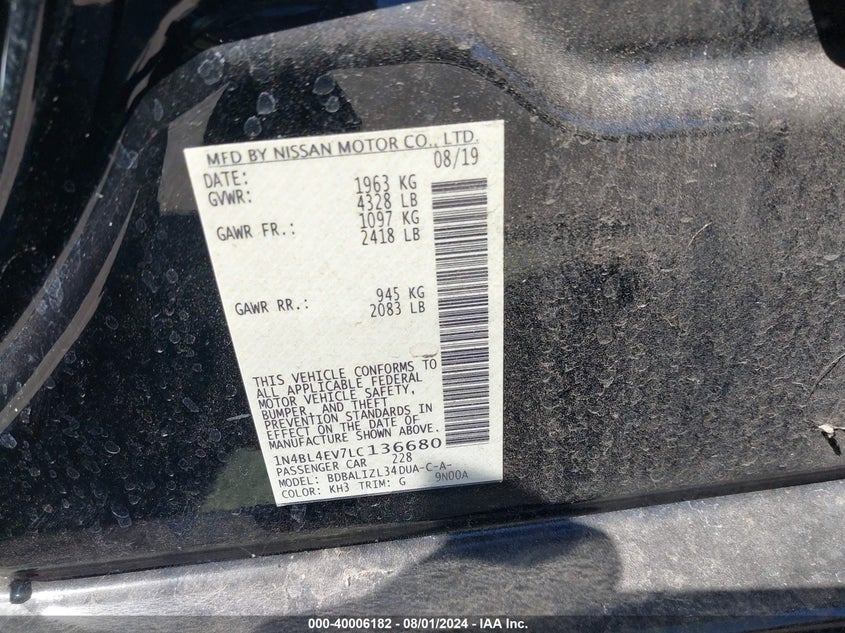 MFD BY NISSAN MOTOR CO., LTD.
DATE: 08/19
GVWR: 1963 KG
4328 LB
GAWR FR.: 1097 KG
2418 LB
GAWR RR.: 945 KG
2083 LB
THIS VEHICLE CONFORMS TO
ALL APPLICABLE FEDERAL
MOTOR VEHICLE SAFETY,
BUMPER, AND THEFT
PREVENTION STANDARDS IN
EFFECT ON THE DATE OF
MANUFACTURE SHOWN ABOVE.
1N4BL4EV7LC136680
PASSENGER CAR 228
MODEL: BDBALIZL34DUA-C-A-
9N00A
COLOR: KH3 TRIM: G
000-40006182 - 08/01/2024 - IAA Inc.